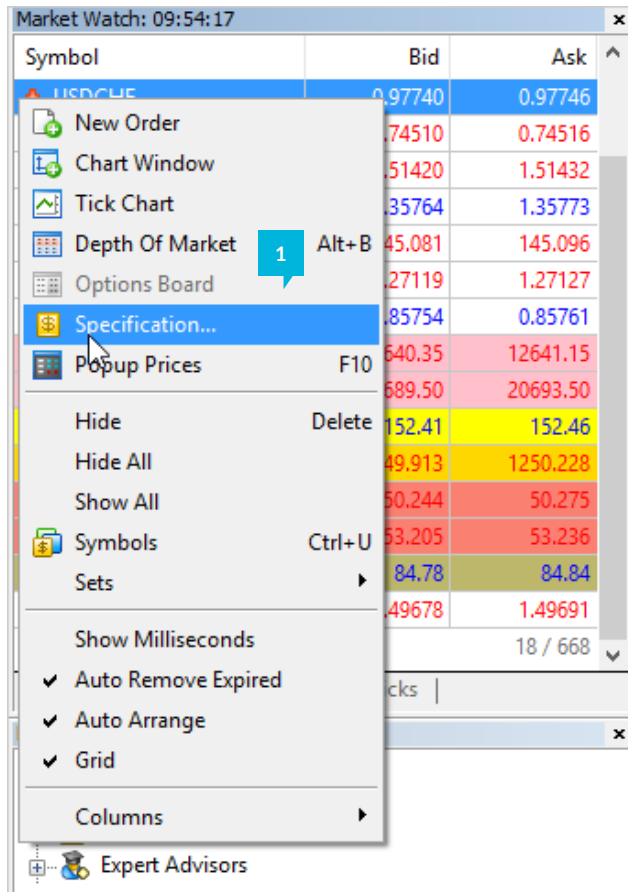 Market Watch: 09:54:17
Symbol Bid Ask
USDCHF 0.97740 0.97746
New Order .74510 0.74516
Chart Window .51420 1.51432
Tick Chart .35764 1.35773
Depth Of Market 1 Alt+B 45.081 145.096
Options Board .27119 1.27127
Specification... .85754 0.85761
Popup Prices F10 640.35 12641.15
689.50 20693.50
Hide Delete 152.41 152.46
Hide All 49.913 1250.228
Show All 50.244 50.275
Symbols Ctrl+U 53.205 53.236
Sets 84.78 84.84
.49678 1.49691
Show Milliseconds 18 / 668
Auto Remove Expired cks
Auto Arrange
Grid
Columns
Expert Advisors